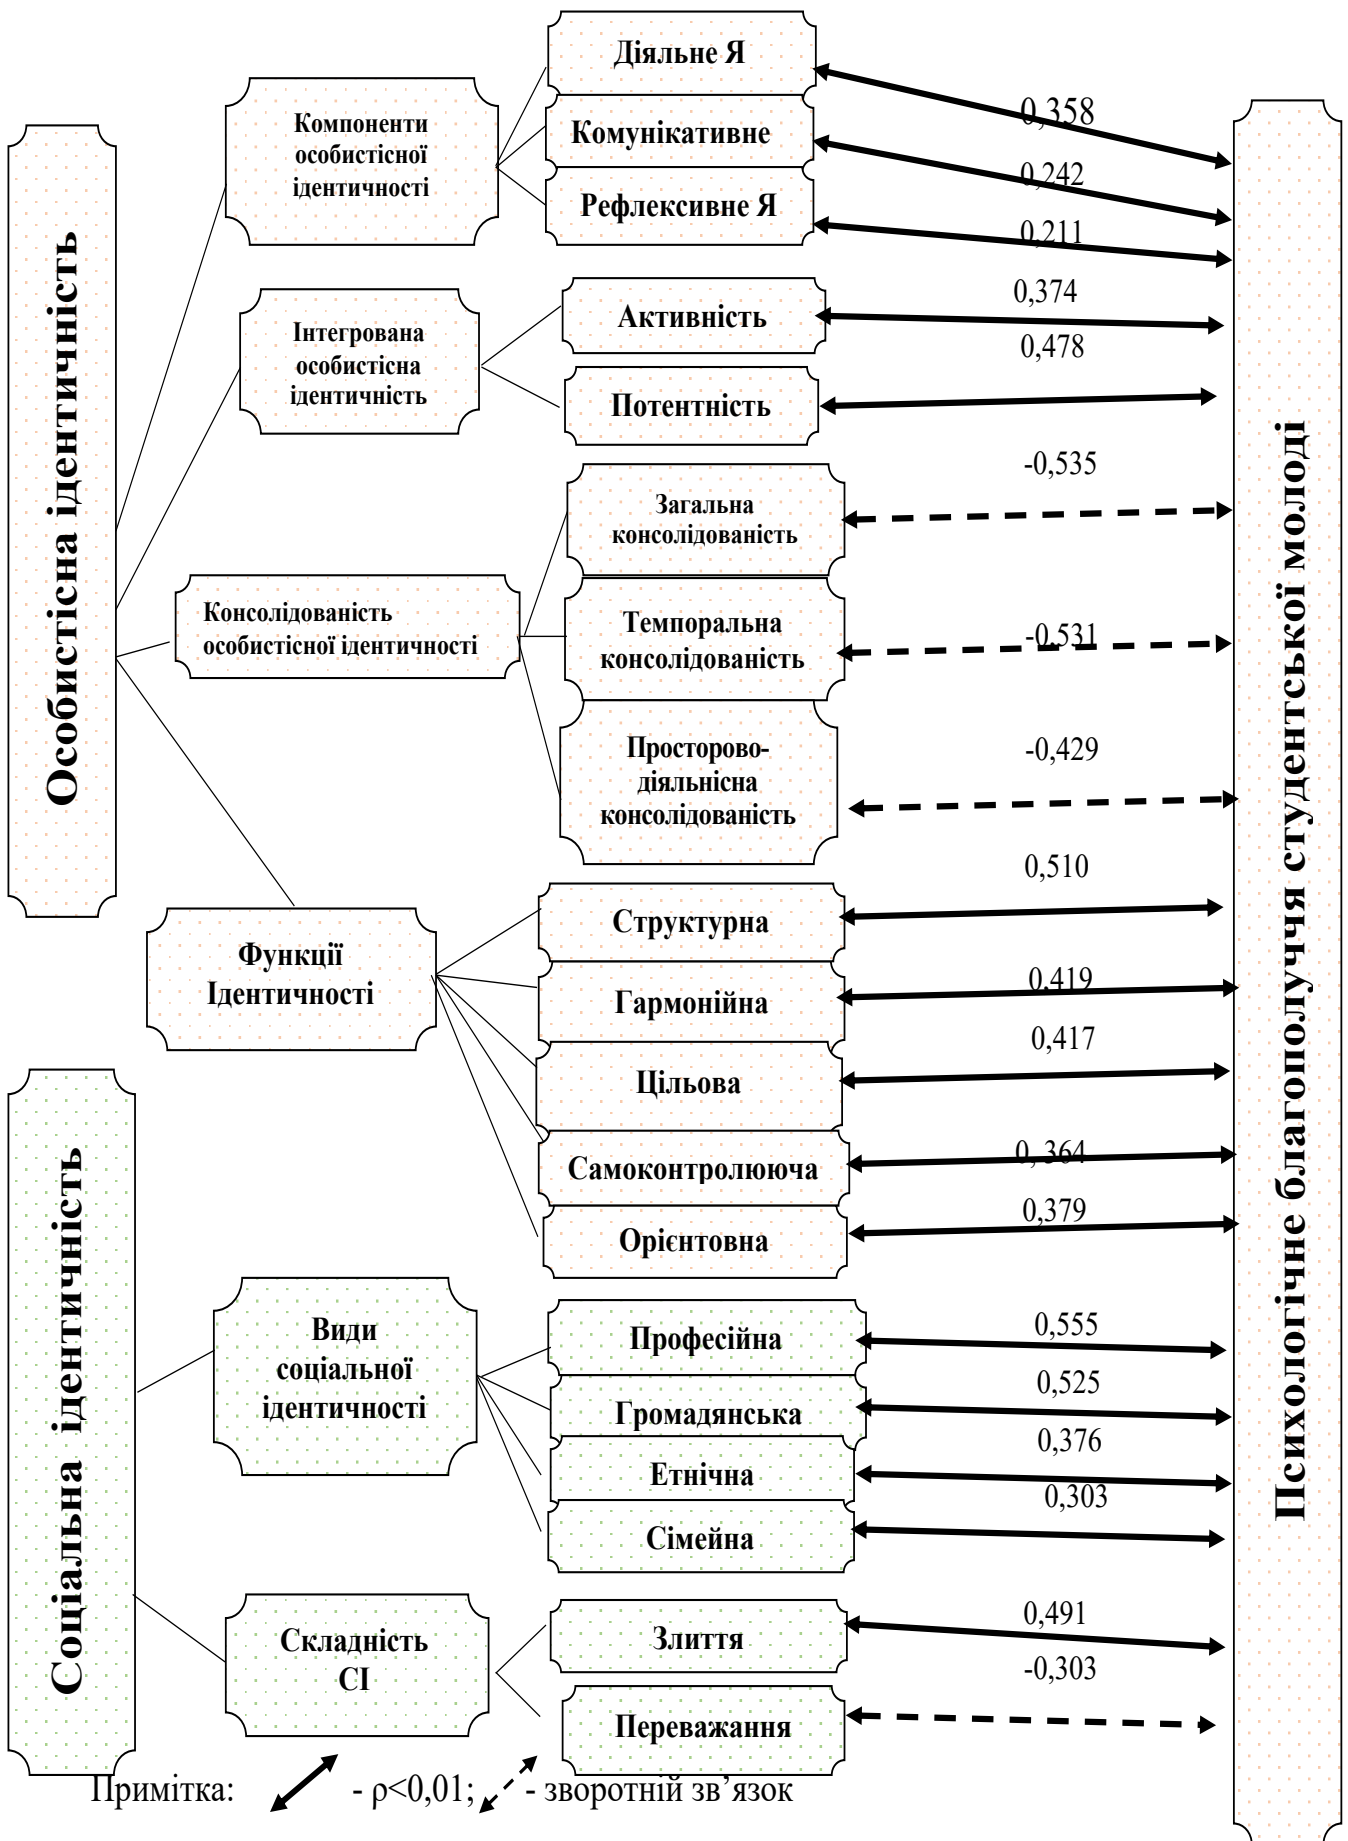 Особистісна ідентичність
Компоненти
особистісної
ідентичності
Діяльне Я
0,358
Комунікативне
0,242
Рефлексивне Я
0,211
Інтегрована
особистісна
ідентичність
Активність
0,374
Потентність
0,478
Консолідованість
особистісної ідентичності
Загальна
консолідованість
-0,535
Темпоральна
консолідованість
-0,531
Просторово-
діяльнісна
консолідованість
-0,429
Функції
Ідентичності
Структурна
0,510
Гармонійна
0,419
Цільова
0,417
Самоконтролююча
0, 364
Орієнтовна
0,379
Соціальна ідентичність
Види
соціальної
ідентичності
Професійна
0,555
Громадянська
0,525
Етнічна
0,376
Сімейна
0,303
Складність
СІ
Злиття
0,491
Переважання
-0,303
Психологічне благополуччя студентської молоді
Примітка: - ρ<0,01; - зворотній зв’язок